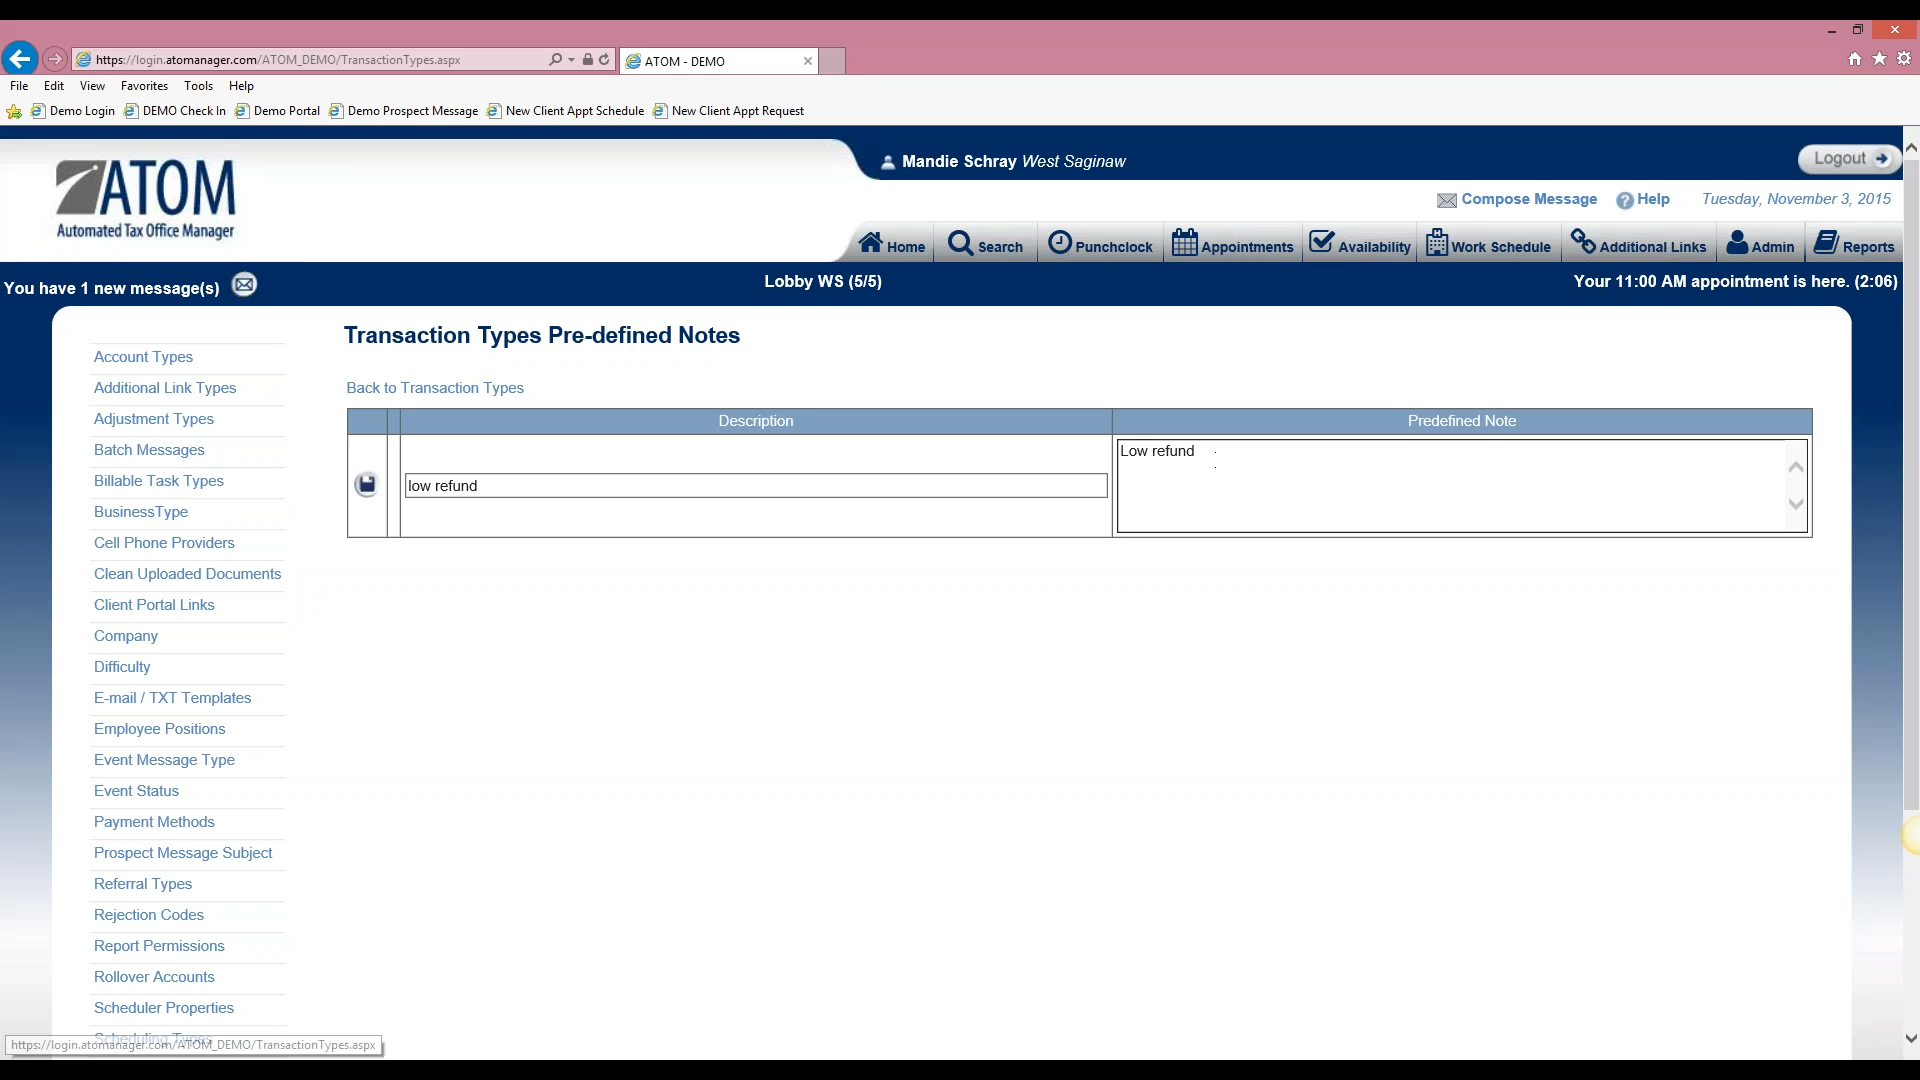 https://login.atomanager.com/ATOM_DEMO/TransactionTypes.aspx
ATOM - DEMO
File Edit View Favorites Tools Help
Demo Login DEMO Check In Demo Portal Demo Prospect Message New Client Appt Schedule New Client Appt Request
ATOM
Automated Tax Office Manager
Mandie Schray West Saginaw
Logout
Compose Message Help Tuesday, November 3, 2015
Home Search Punchclock Appointments Availability Work Schedule Additional Links Admin Reports
You have 1 new message(s) Lobby WS (5/5) Your 11:00 AM appointment is here. (2:06)
Transaction Types Pre-defined Notes
Back to Transaction Types
Description Predefined Note
low refund
Low refund
Account Types
Additional Link Types
Adjustment Types
Batch Messages
Billable Task Types
BusinessType
Cell Phone Providers
Clean Uploaded Documents
Client Portal Links
Company
Difficulty
E-mail / TXT Templates
Employee Positions
Event Message Type
Event Status
Payment Methods
Prospect Message Subject
Referral Types
Rejection Codes
Report Permissions
Rollover Accounts
Scheduler Properties
Scheduling Types
https://login.atomanager.com/ATOM_DEMO/TransactionTypes.aspx